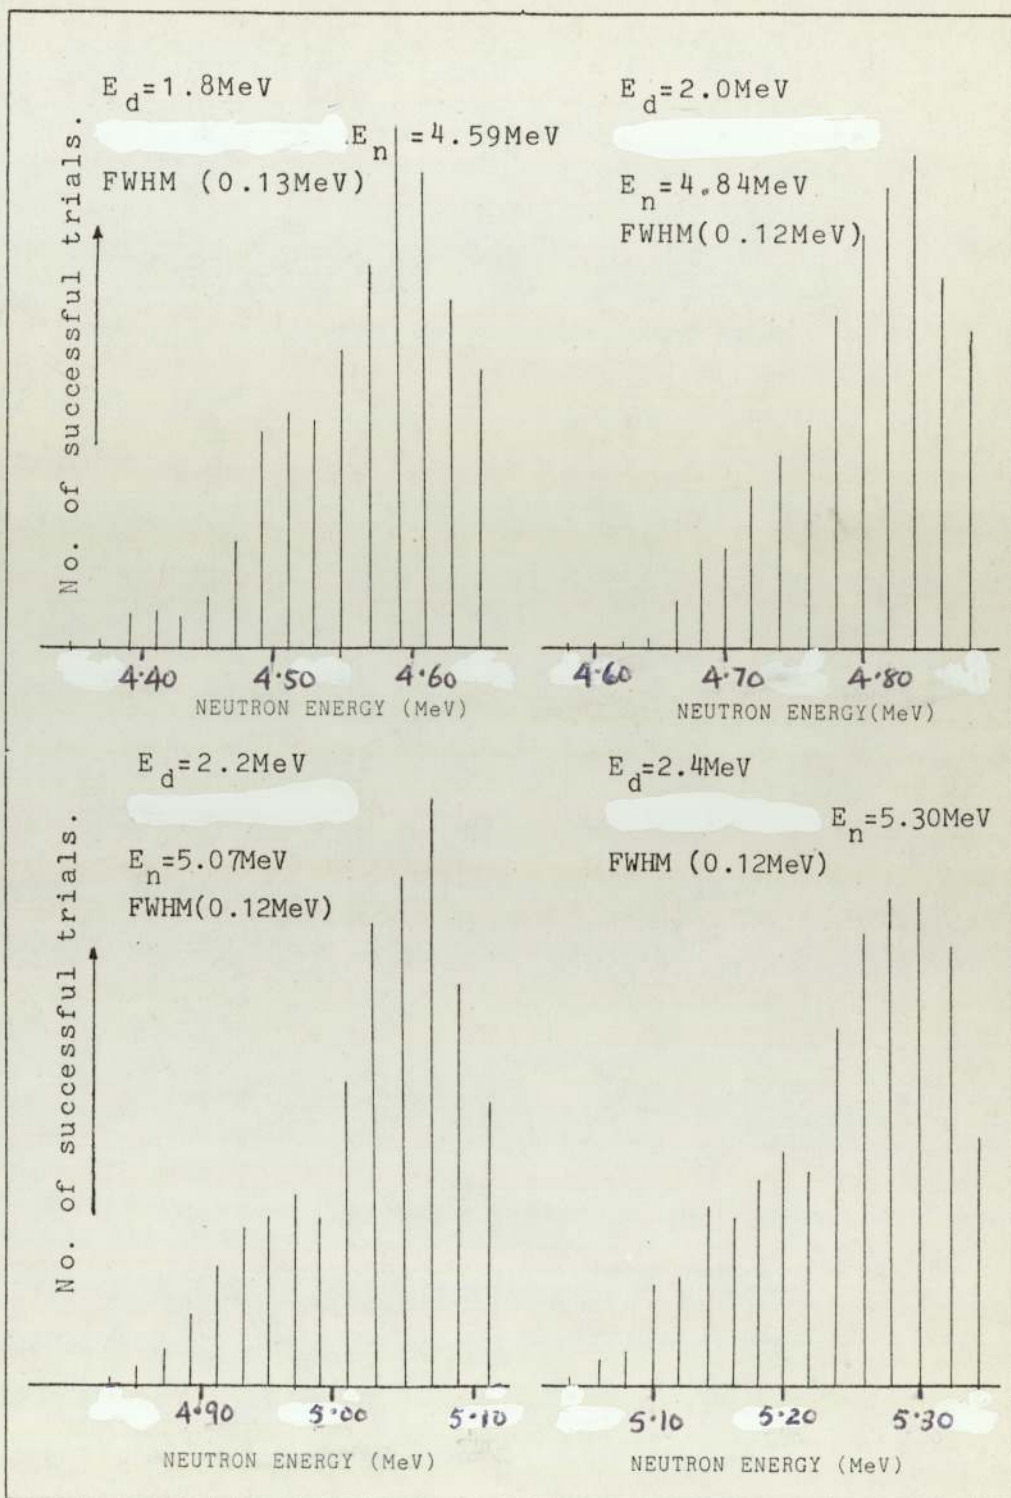 No. of successful trials.
E_d=1.8MeV
E_n =4.59MeV
FWHM (0.13MeV)
4.40 4.50 4.60
NEUTRON ENERGY (MeV)
E_d=2.0MeV
E_n=4.84MeV
FWHM(0.12MeV)
4.60 4.70 4.80
NEUTRON ENERGY(MeV)
No. of successful trials.
E_d=2.2MeV
E_n=5.07MeV
FWHM(0.12MeV)
4.90 5.00 5.10
NEUTRON ENERGY (MeV)
E_d=2.4MeV
E_n=5.30MeV
FWHM (0.12MeV)
5.10 5.20 5.30
NEUTRON ENERGY (MeV)